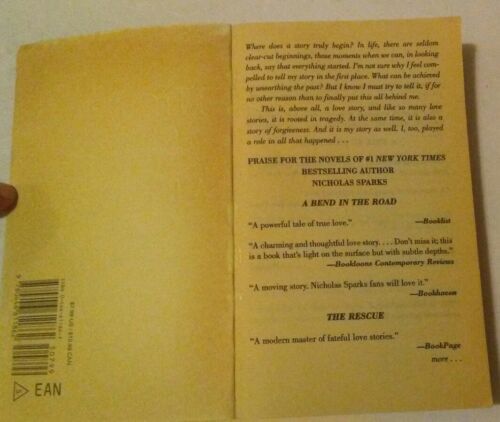 Where does a story truly begin? In life, there are seldom
clear-cut beginnings, those moments when we can, in looking
back, say that everything started. I'm not sure why I feel com-
pelled to tell my story in the first place. What can be achieved
by unearthing the past? But I know I must try to tell it, if for
no other reason than to finally put this all behind me.
This is, above all, a love story, and like so many love
stories, it is rooted in tragedy. At the same time, it is also a
story of forgiveness. And it is my story as well. I, too, played
a role in all that happened . . .
PRAISE FOR THE NOVELS OF #1 NEW YORK TIMES
BESTSELLING AUTHOR
NICHOLAS SPARKS
A BEND IN THE ROAD
"A powerful tale of true love." —Booklist
"A charming and thoughtful love story. . . . Don't miss it; this
is a book that's light on the surface but with subtle depths."
—Bookloons Contemporary Reviews
"A moving story. Nicholas Sparks fans will love it."
—Bookhaven
THE RESCUE
"A modern master of fateful love stories."
—BookPage
more . . .
50799
EAN